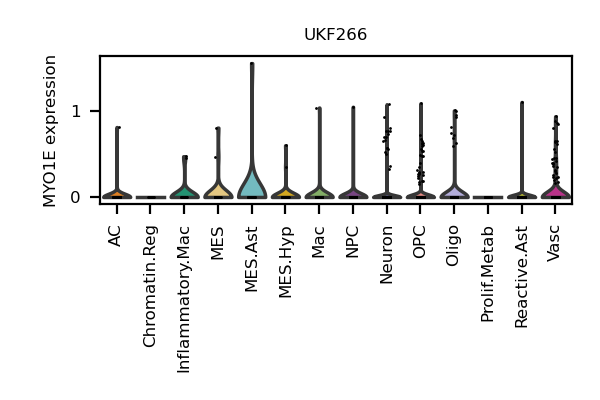 UKF266
MYO1E expression
1
0
AC
Chromatin.Reg
Inflammatory.Mac
MES
MES.Ast
MES.Hyp
Mac
NPC
Neuron
OPC
Oligo
Prolif.Metab
Reactive.Ast
Vasc